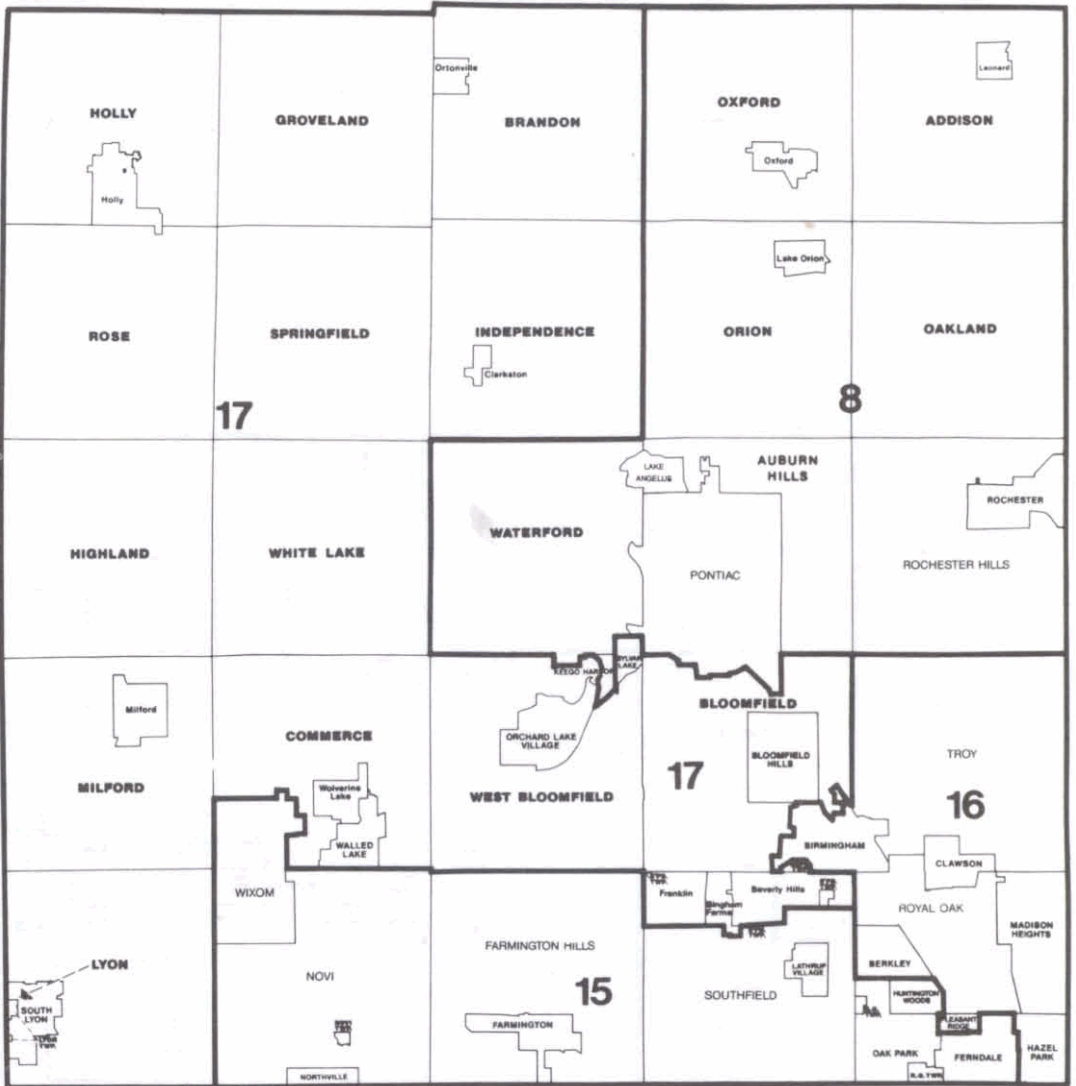 Ortonville
Leonard
HOLLY
GROVELAND
BRANDON
OXFORD
ADDISON
Oxford
Holly
Lake Orion
ROSE
SPRINGFIELD
INDEPENDENCE
ORION
OAKLAND
Clarkston
17
8
LAKE
ANGELUS
AUBURN
HILLS
ROCHESTER
HIGHLAND
WHITE LAKE
WATERFORD
PONTIAC
ROCHESTER HILLS
KEEGO HARBOR
SYLVAN
LAKE
Milford
COMMERCE
ORCHARD LAKE
VILLAGE
BLOOMFIELD
BLOOMFIELD
HILLS
TROY
MILFORD
Wolverine
Lake
WEST BLOOMFIELD
17
16
WALLED
LAKE
BIRMINGHAM
CLAWSON
WIXOM
Franklin
Bingham
Farms
Beverly Hills
ROYAL OAK
MADISON
HEIGHTS
LYON
NOVI
FARMINGTON HILLS
15
SOUTHFIELD
LATHRUP
VILLAGE
BERKLEY
HUNTINGTON
WOODS
SOUTH
LYON
LYON
TWP.
FARMINGTON
PLEASANT
RIDGE
OAK PARK
FERNDALE
HAZEL
PARK
NORTHVILLE
R.O. TWP.